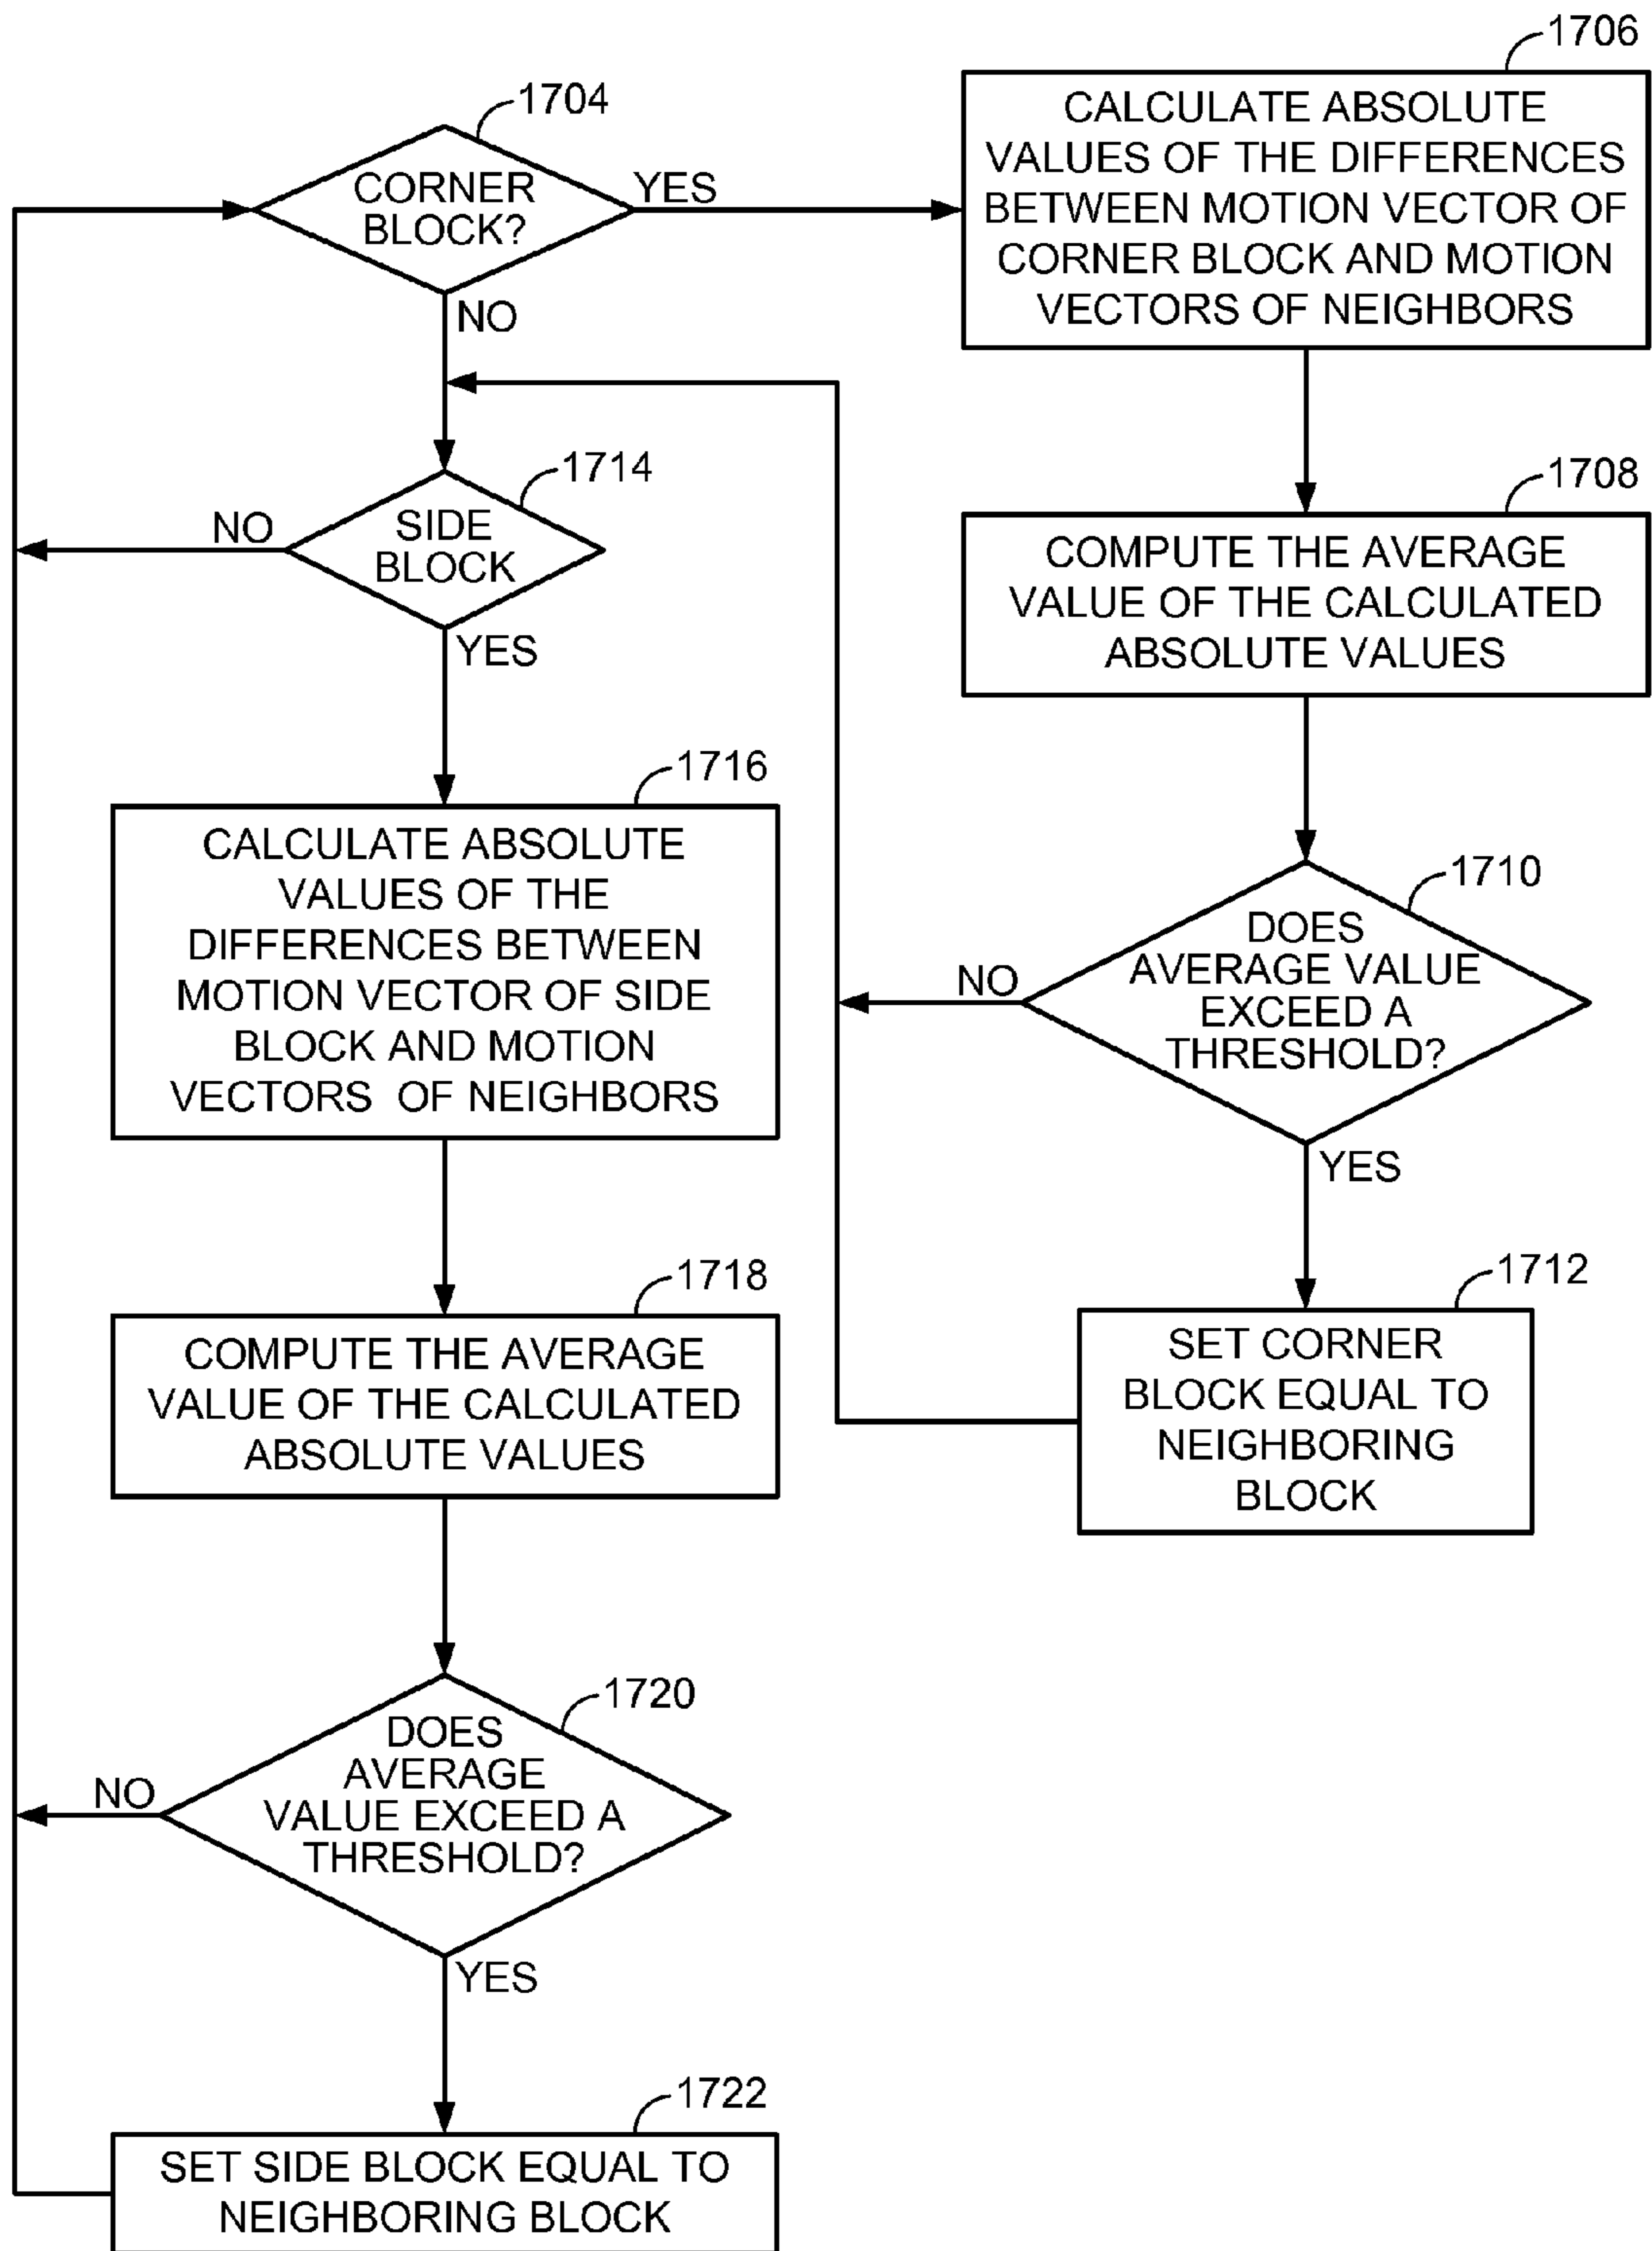 1704
CORNER
BLOCK?
YES
NO
1706
CALCULATE ABSOLUTE
VALUES OF THE DIFFERENCES
BETWEEN MOTION VECTOR OF
CORNER BLOCK AND MOTION
VECTORS OF NEIGHBORS
1708
COMPUTE THE AVERAGE
VALUE OF THE CALCULATED
ABSOLUTE VALUES
1710
DOES
AVERAGE VALUE
EXCEED A
THRESHOLD?
NO
YES
1712
SET CORNER
BLOCK EQUAL TO
NEIGHBORING
BLOCK
1714
SIDE
BLOCK
NO
YES
1716
CALCULATE ABSOLUTE
VALUES OF THE
DIFFERENCES BETWEEN
MOTION VECTOR OF SIDE
BLOCK AND MOTION
VECTORS OF NEIGHBORS
1718
COMPUTE THE AVERAGE
VALUE OF THE CALCULATED
ABSOLUTE VALUES
1720
DOES
AVERAGE
VALUE EXCEED A
THRESHOLD?
NO
YES
1722
SET SIDE BLOCK EQUAL TO
NEIGHBORING BLOCK